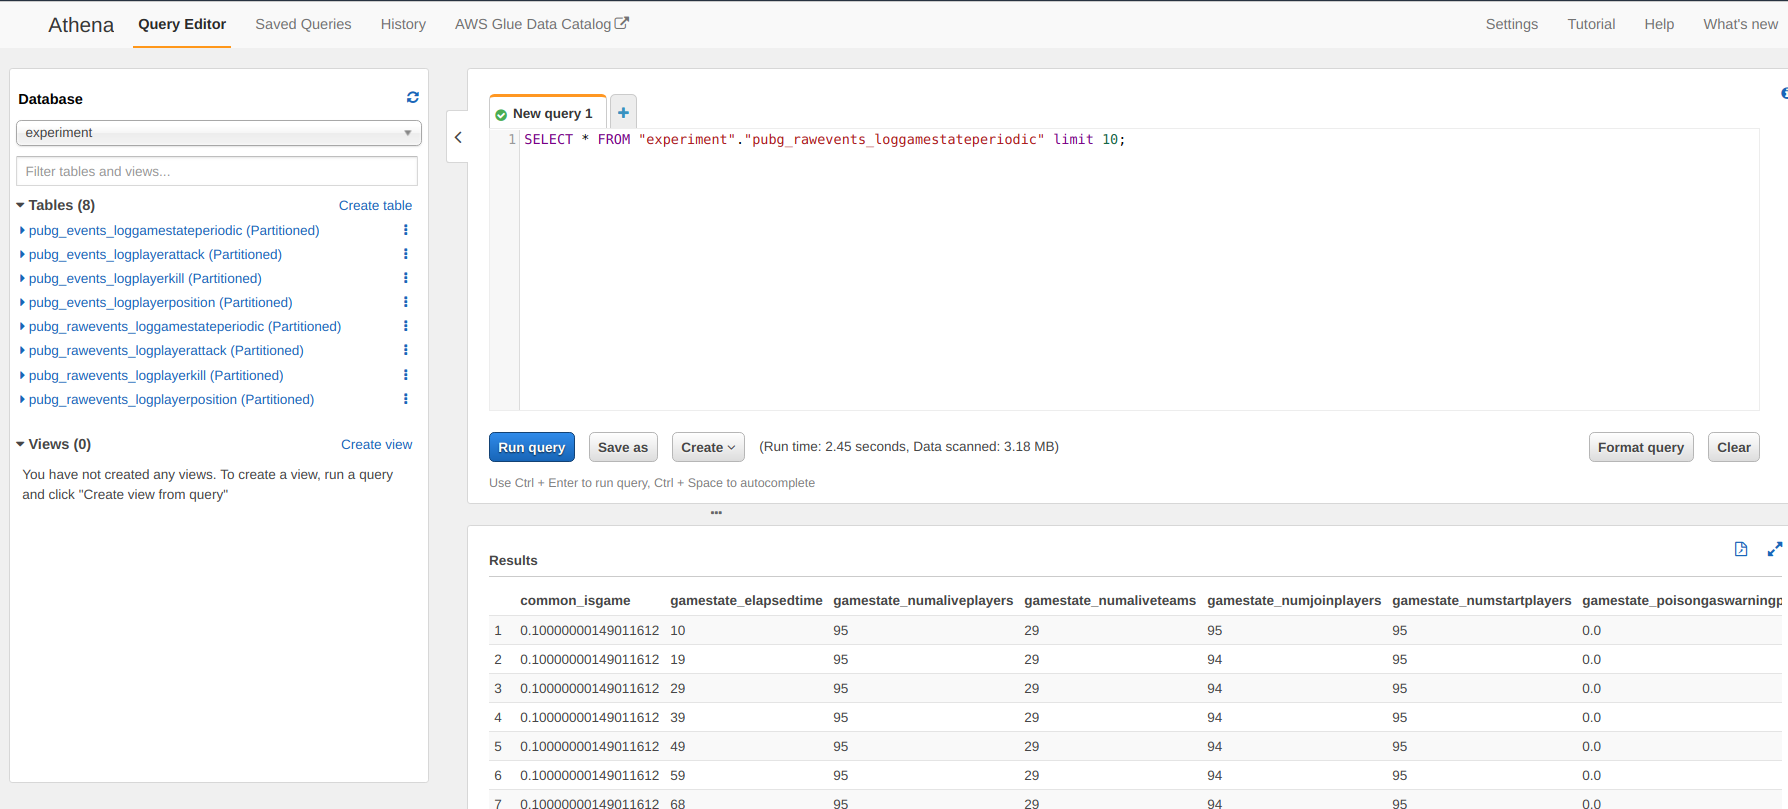 Athena Query Editor Saved Queries History AWS Glue Data Catalog Settings Tutorial Help What's new
Database
experiment
Filter tables and views...
Tables (8) Create table
pubg_events_loggamestateperiodic (Partitioned)
pubg_events_logplayerattack (Partitioned)
pubg_events_logplayerkill (Partitioned)
pubg_events_logplayerposition (Partitioned)
pubg_rawevents_loggamestateperiodic (Partitioned)
pubg_rawevents_logplayerattack (Partitioned)
pubg_rawevents_logplayerkill (Partitioned)
pubg_rawevents_logplayerposition (Partitioned)
Views (0) Create view
You have not created any views. To create a view, run a query
and click "Create view from query"
New query 1 +
1 SELECT * FROM "experiment"."pubg_rawevents_loggamestateperiodic" limit 10;
Run query Save as Create (Run time: 2.45 seconds, Data scanned: 3.18 MB) Format query Clear
Use Ctrl + Enter to run query, Ctrl + Space to autocomplete
Results
common_isgame gamestate_elapsedtime gamestate_numaliveplayers gamestate_numaliveteams gamestate_numjoinplayers gamestate_numstartplayers gamestate_poisongaswarningp
1 0.10000000149011612 10 95 29 95 95 0.0
2 0.10000000149011612 19 95 29 94 95 0.0
3 0.10000000149011612 29 95 29 94 95 0.0
4 0.10000000149011612 39 95 29 94 95 0.0
5 0.10000000149011612 49 95 29 94 95 0.0
6 0.10000000149011612 59 95 29 94 95 0.0
7 0.10000000149011612 68 95 29 94 95 0.0